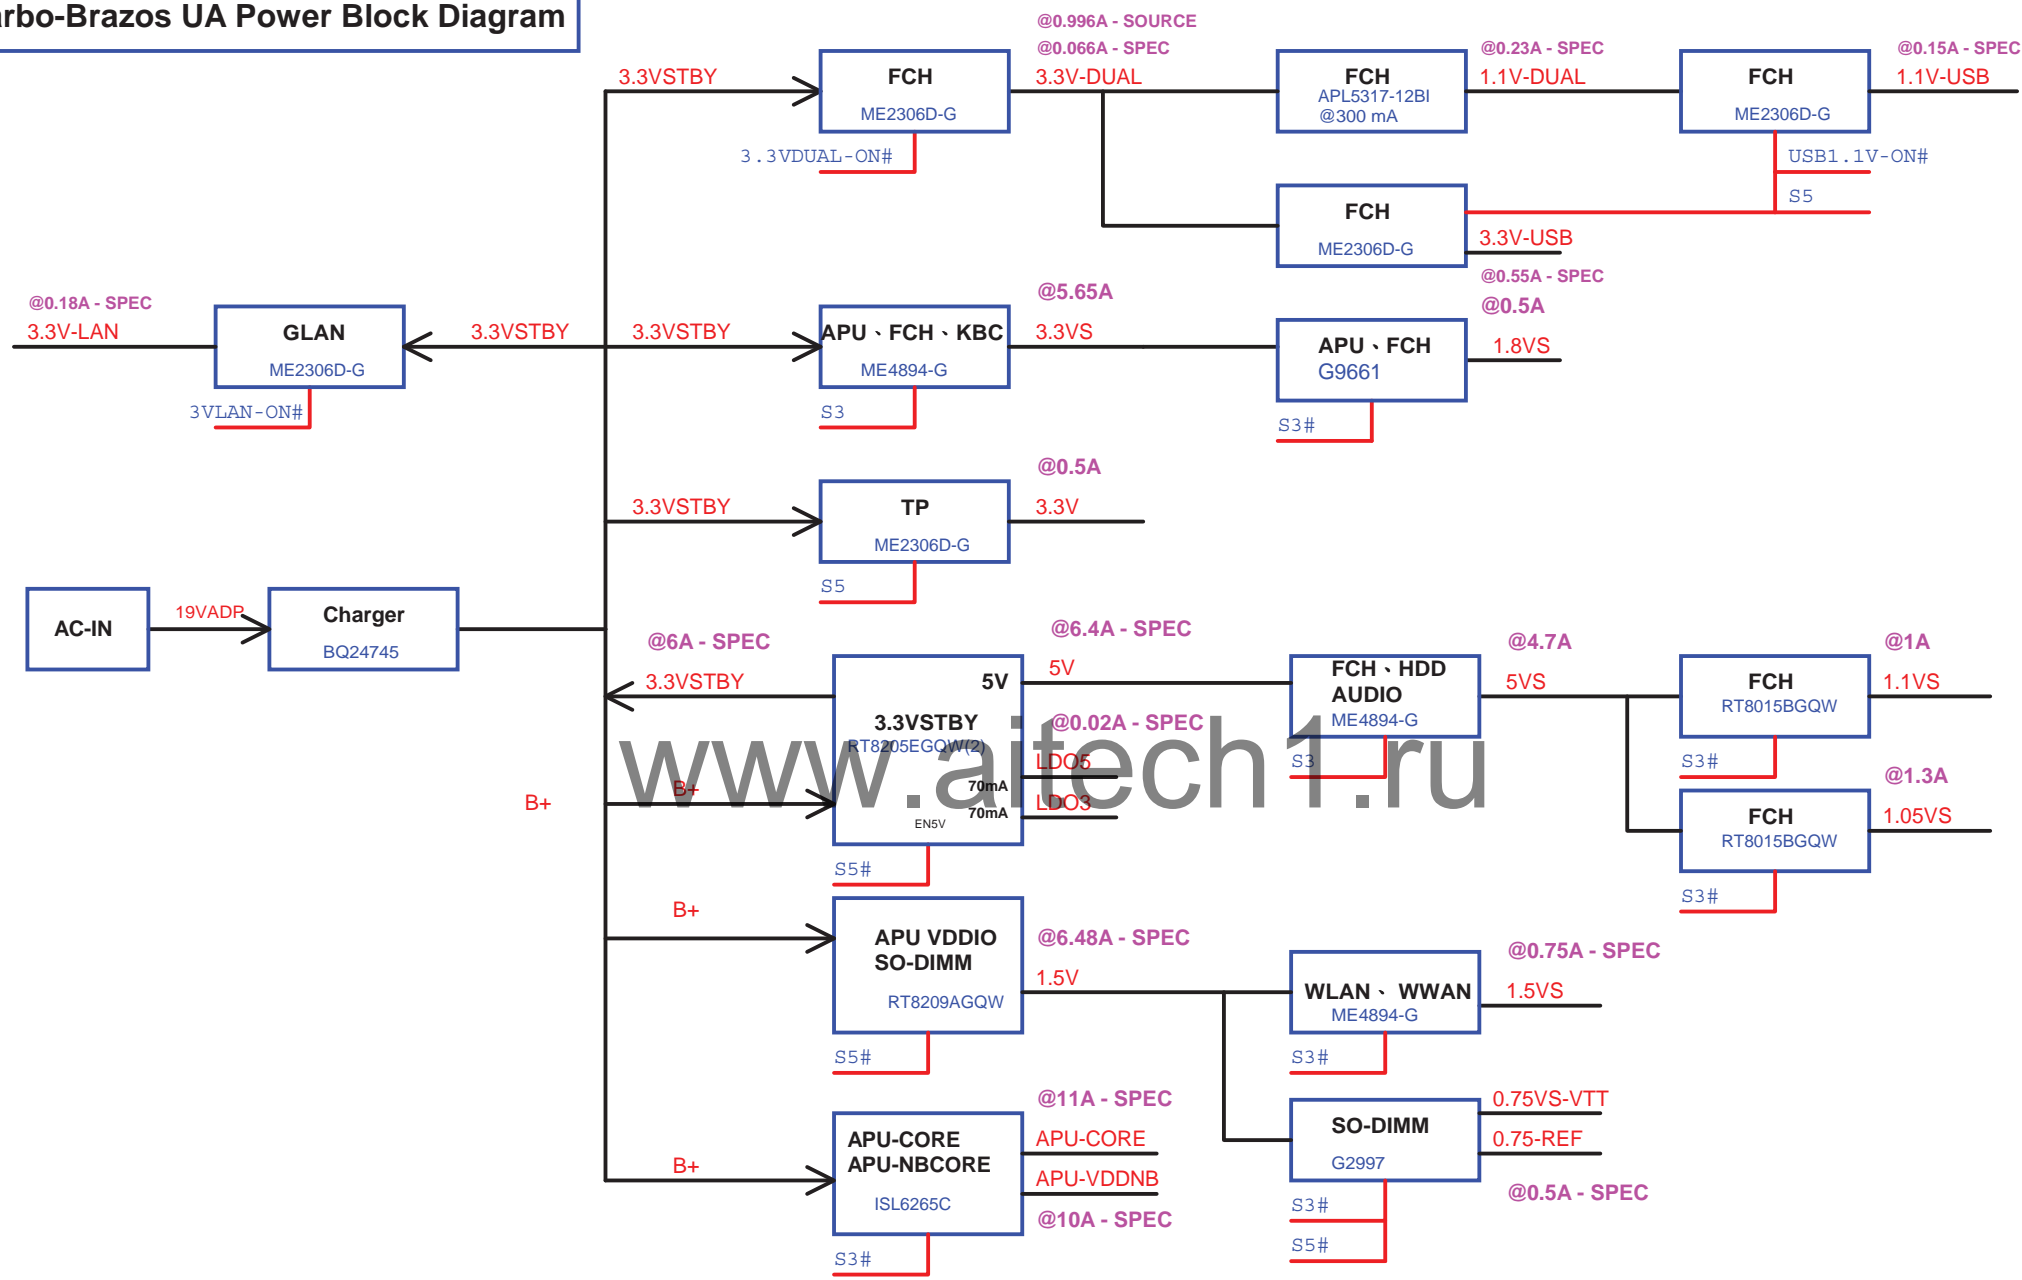 arbo-Brazos UA Power Block Diagram
@0.996A - SOURCE
@0.066A - SPEC
3.3VSTBY
FCH
ME2306D-G
3.3V-DUAL
3.3VDUAL-ON#
FCH
APL5317-12BI
@300 mA
@0.23A - SPEC
1.1V-DUAL
FCH
ME2306D-G
@0.15A - SPEC
1.1V-USB
USB1.1V-ON#
S5
FCH
ME2306D-G
3.3V-USB
@0.55A - SPEC
@0.18A - SPEC
3.3V-LAN
GLAN
ME2306D-G
3VLAN-ON#
3.3VSTBY
3.3VSTBY
APU、FCH、KBC
ME4894-G
S3
@5.65A
3.3VS
APU、FCH
G9661
S3#
@0.5A
1.8VS
3.3VSTBY
TP
ME2306D-G
S5
@0.5A
3.3V
AC-IN
19VADP
Charger
BQ24745
@6A - SPEC
3.3VSTBY
5V
3.3VSTBY
RT8205EGQW(2)
70mA
70mA
EN5V
S5#
B+
B+
@6.4A - SPEC
5V
@0.02A - SPEC
LDO5
LDO3
FCH、HDD
AUDIO
ME4894-G
S3
@4.7A
5VS
FCH
RT8015BGQW
S3#
@1A
1.1VS
FCH
RT8015BGQW
S3#
@1.3A
1.05VS
www.aitech1.ru
B+
APU VDDIO
SO-DIMM
RT8209AGQW
S5#
@6.48A - SPEC
1.5V
WLAN、 WWAN
ME4894-G
S3#
@0.75A - SPEC
1.5VS
SO-DIMM
G2997
S3#
S5#
0.75VS-VTT
0.75-REF
@0.5A - SPEC
B+
APU-CORE
APU-NBCORE
ISL6265C
S3#
@11A - SPEC
APU-CORE
APU-VDDNB
@10A - SPEC